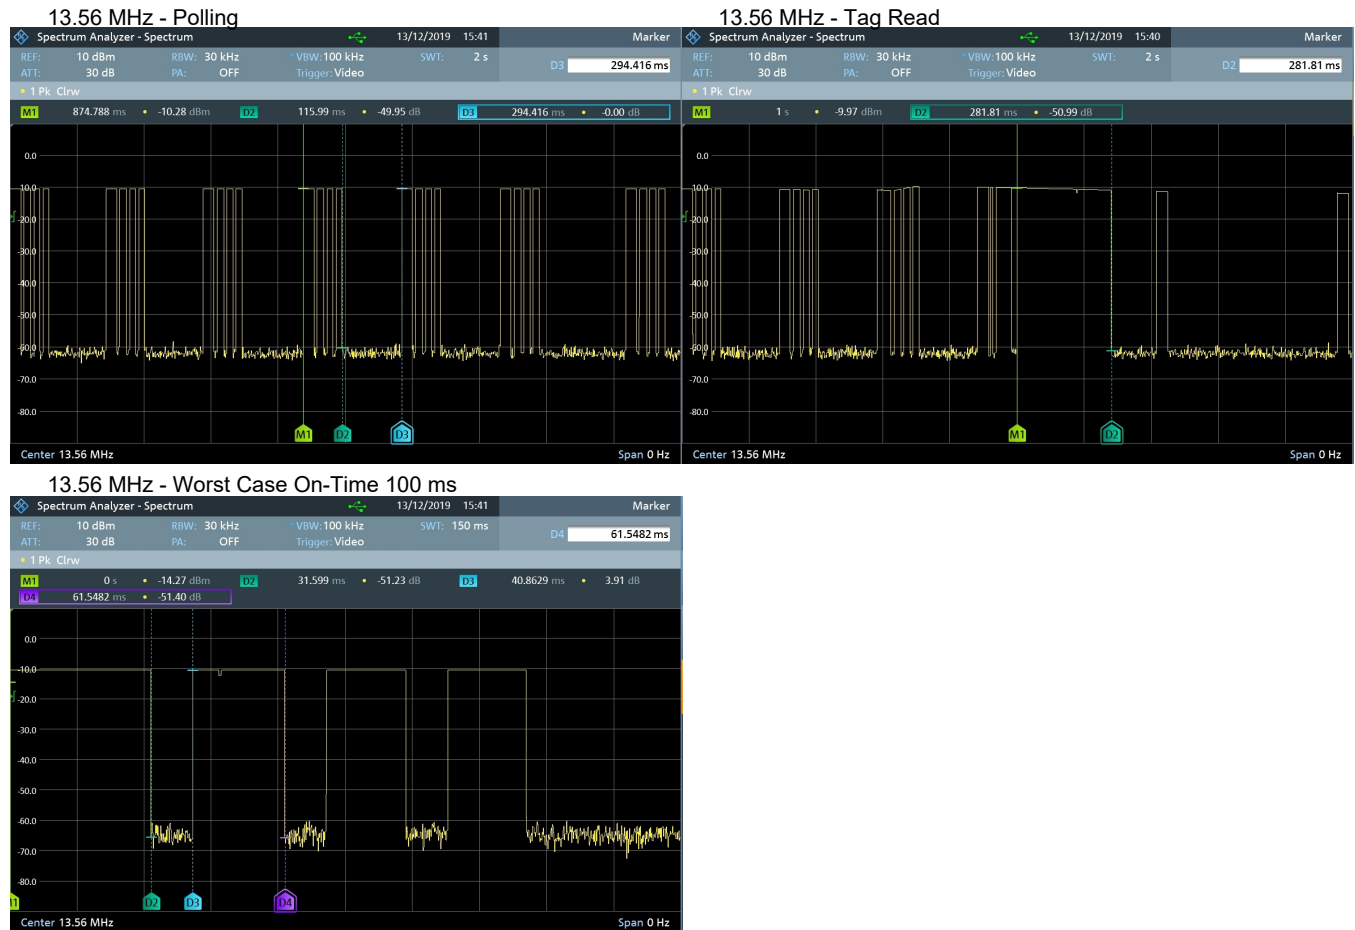 13.56 MHz - Polling
Spectrum Analyzer - Spectrum 13/12/2019 15:41 Marker
REF: 10 dBm RBW: 30 kHz * VBW: 100 kHz SWT: 2 s
ATT: 30 dB PA: OFF Trigger: Video
D3 294.416 ms
• 1 Pk Clrw
M1 874.788 ms • -10.28 dBm D2 115.99 ms • -49.95 dB D3 294.416 ms • -0.00 dB
0.0
-10.0
-20.0
-30.0
-40.0
-50.0
-60.0
-70.0
-80.0
M1 D2 D3
Center 13.56 MHz Span 0 Hz
13.56 MHz - Tag Read
Spectrum Analyzer - Spectrum 13/12/2019 15:40 Marker
REF: 10 dBm RBW: 30 kHz * VBW: 100 kHz SWT: 2 s
ATT: 30 dB PA: OFF Trigger: Video
D2 281.81 ms
• 1 Pk Clrw
M1 1 s • -9.97 dBm D2 281.81 ms • -50.99 dB
0.0
-10.0
-20.0
-30.0
-40.0
-50.0
-60.0
-70.0
-80.0
M1 D2
Center 13.56 MHz Span 0 Hz
13.56 MHz - Worst Case On-Time 100 ms
Spectrum Analyzer - Spectrum 13/12/2019 15:41 Marker
REF: 10 dBm RBW: 30 kHz * VBW: 100 kHz SWT: 150 ms
ATT: 30 dB PA: OFF Trigger: Video
D4 61.5482 ms
• 1 Pk Clrw
M1 0 s • -14.27 dBm D2 31.599 ms • -51.23 dB D3 40.8629 ms • 3.91 dB
D4 61.5482 ms • -51.40 dB
0.0
-10.0
-20.0
-30.0
-40.0
-50.0
-60.0
-70.0
-80.0
D2 D3 D4
Center 13.56 MHz Span 0 Hz